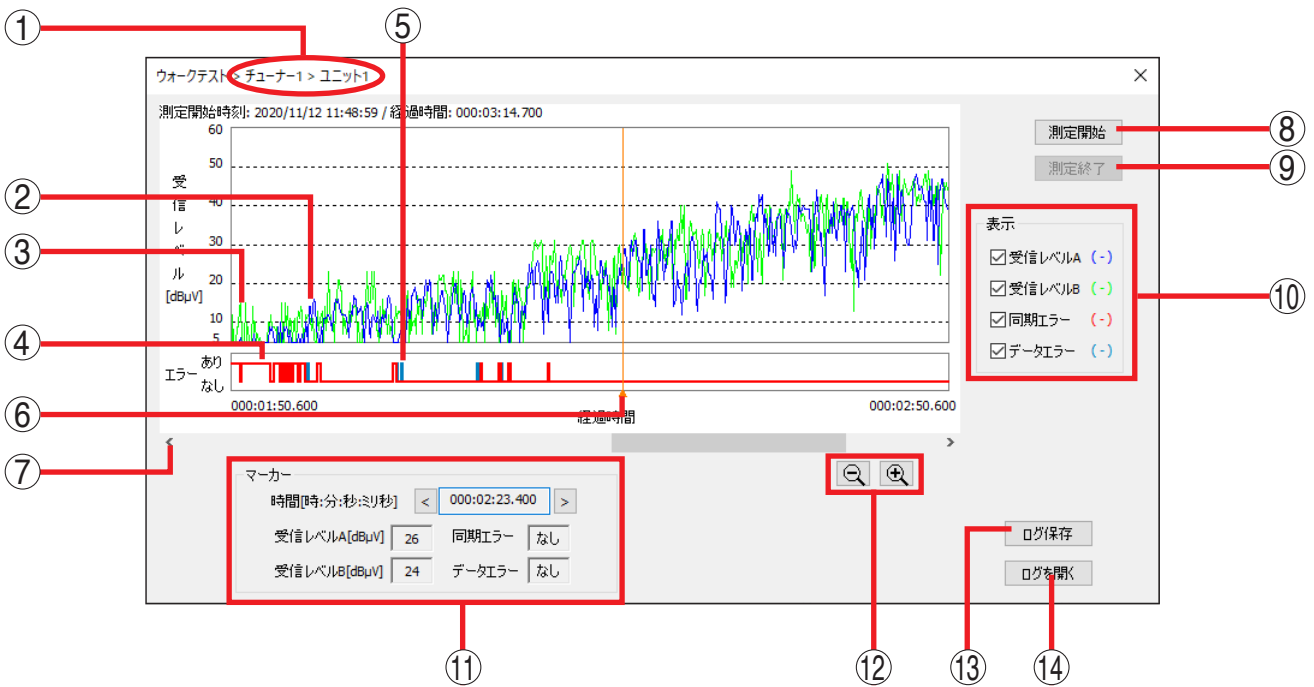 ① ⑤
ウォークテスト > チューナー1 > ユニット1 ×
測定開始時刻: 2020/11/12 11:48:59 / 経過時間: 000:03:14.700
受信レベル
[dBµV]
60
50
40
30
20
10
5
② 
③
④
エラー あり
なし
000:01:50.600 000:02:50.600
経過時間
⑥
⑦
< >
測定開始 ⑧
測定終了 ⑨
表示
受信レベルA (-)
受信レベルB (-)
同期エラー (-)
データエラー (-)
⑩
マーカー
時間[時:分:秒:ミリ秒] < 000:02:23.400 >
受信レベルA[dBµV] 26 同期エラー なし
受信レベルB[dBµV] 24 データエラー なし
ログ保存
ログを開く
⑪ ⑫ ⑬ ⑭